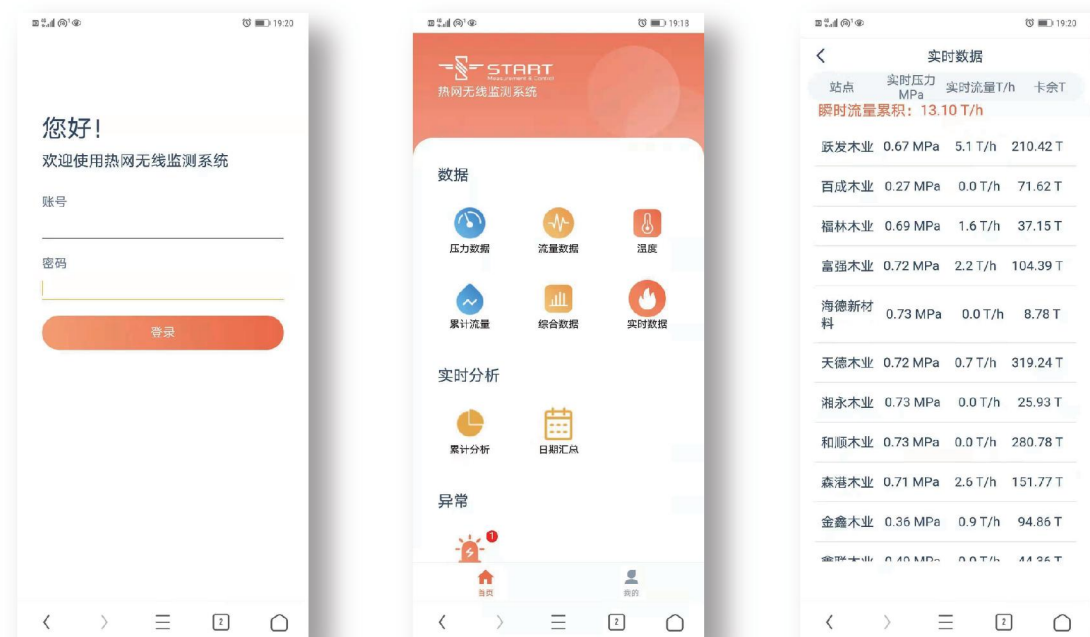 19:20
您好!
欢迎使用热网无线监测系统
账号
密码
登录
2
19:18
START
Measurement & Control
热网无线监测系统
数据
压力数据 流量数据 温度
累计流量 综合数据 实时数据
实时分析
累计分析 日期汇总
异常
1
首页 我的
2
19:20
实时数据
站点 实时压力 MPa 实时流量T/h 卡余T
瞬时流量累积：13.10 T/h
跃发木业 0.67 MPa 5.1 T/h 210.42 T
百成木业 0.27 MPa 0.0 T/h 71.62 T
福林木业 0.69 MPa 1.6 T/h 37.15 T
富强木业 0.72 MPa 2.2 T/h 104.39 T
海德新材料 0.73 MPa 0.0 T/h 8.78 T
天德木业 0.72 MPa 0.7 T/h 319.24 T
湘永木业 0.73 MPa 0.0 T/h 25.93 T
和顺木业 0.73 MPa 0.0 T/h 280.78 T
森港木业 0.71 MPa 2.6 T/h 151.77 T
金鑫木业 0.36 MPa 0.9 T/h 94.86 T
2